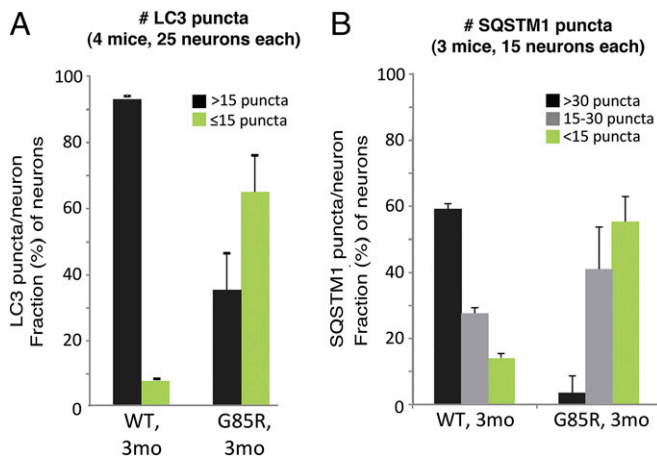 A
# LC3 puncta
(4 mice, 25 neurons each)
LC3 puncta/neuron
Fraction (%) of neurons
100
80
60
40
20
0
>15 puncta
≤15 puncta
WT,
3mo
G85R,
3mo
B
# SQSTM1 puncta
(3 mice, 15 neurons each)
SQSTM1 puncta/neuron
Fraction (%) of neurons
100
80
60
40
20
0
>30 puncta
15-30 puncta
<15 puncta
WT, 3mo
G85R, 3mo